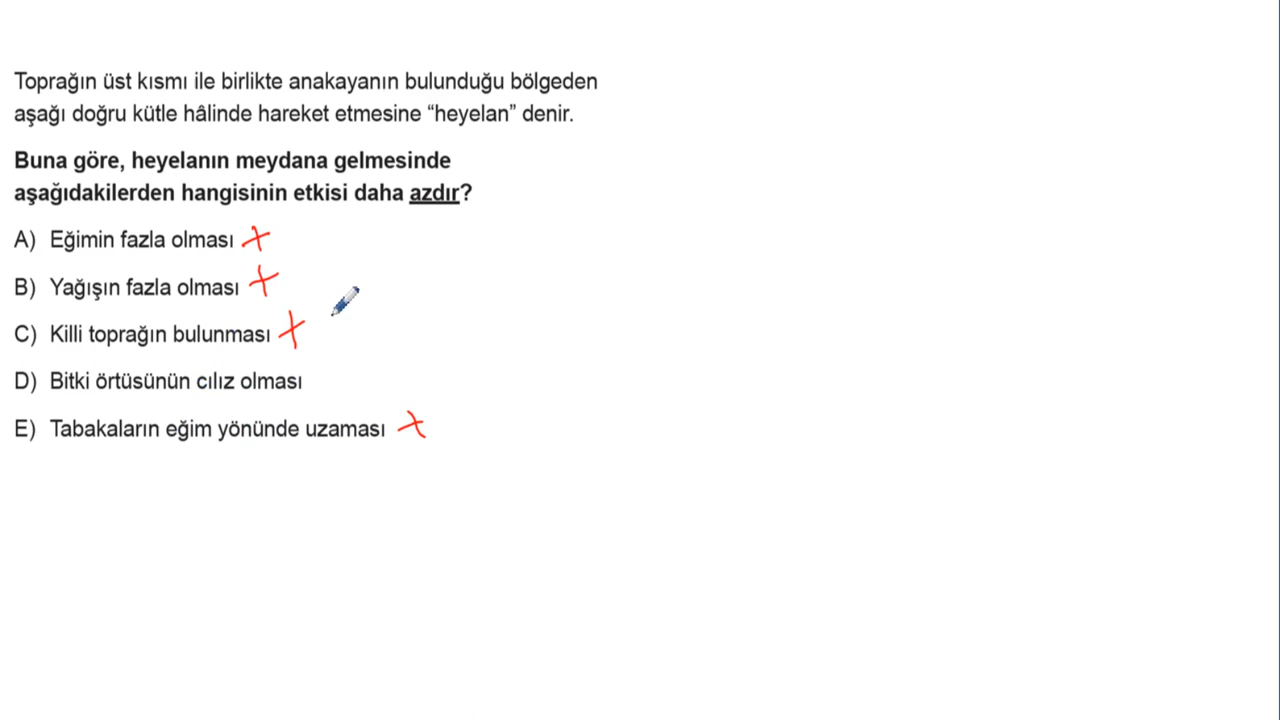 Toprağın üst kısmı ile birlikte anakayanın bulunduğu bölgeden
aşağı doğru kütle hâlinde hareket etmesine “heyelan” denir.
Buna göre, heyelanın meydana gelmesinde
aşağıdakilerden hangisinin etkisi daha azdır?
A) Eğimin fazla olması
B) Yağışın fazla olması
C) Killi toprağın bulunması
D) Bitki örtüsünün cılız olması
E) Tabakaların eğim yönünde uzaması